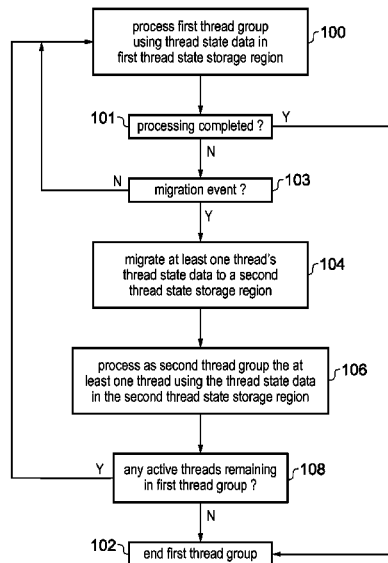 process first thread group
using thread state data in
first thread state storage region
100
101
processing completed ?
Y
N
migration event ?
103
N
Y
migrate at least one thread's
thread state data to a second
thread state storage region
104
process as second thread group the at
least one thread using the thread state data
in the second thread state storage region
106
Y
any active threads remaining
in first thread group ?
108
N
102
end first thread group